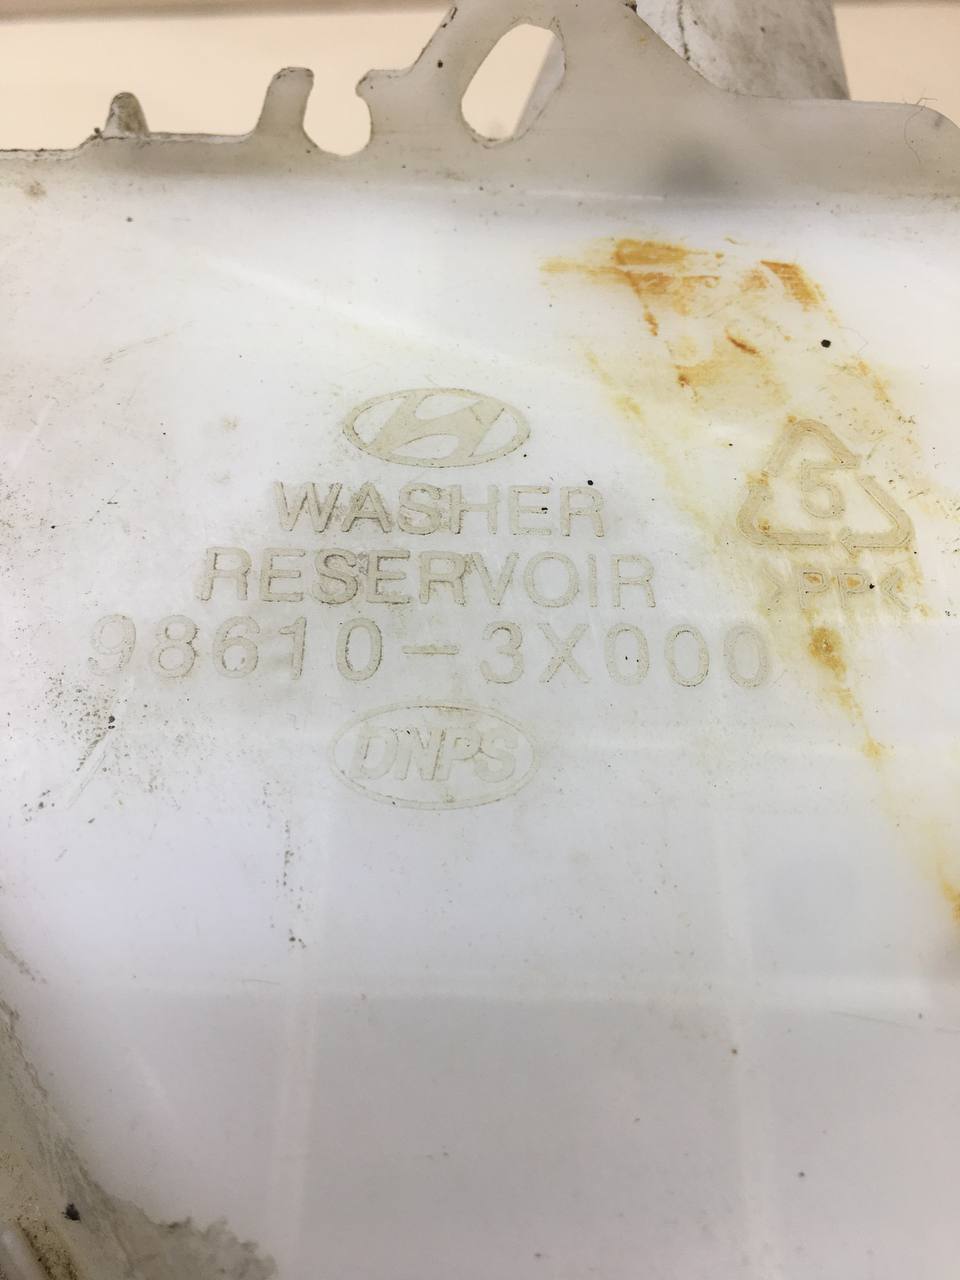 WASHER
RESERVOIR
98610-3X000
DNPS
5
>PP<